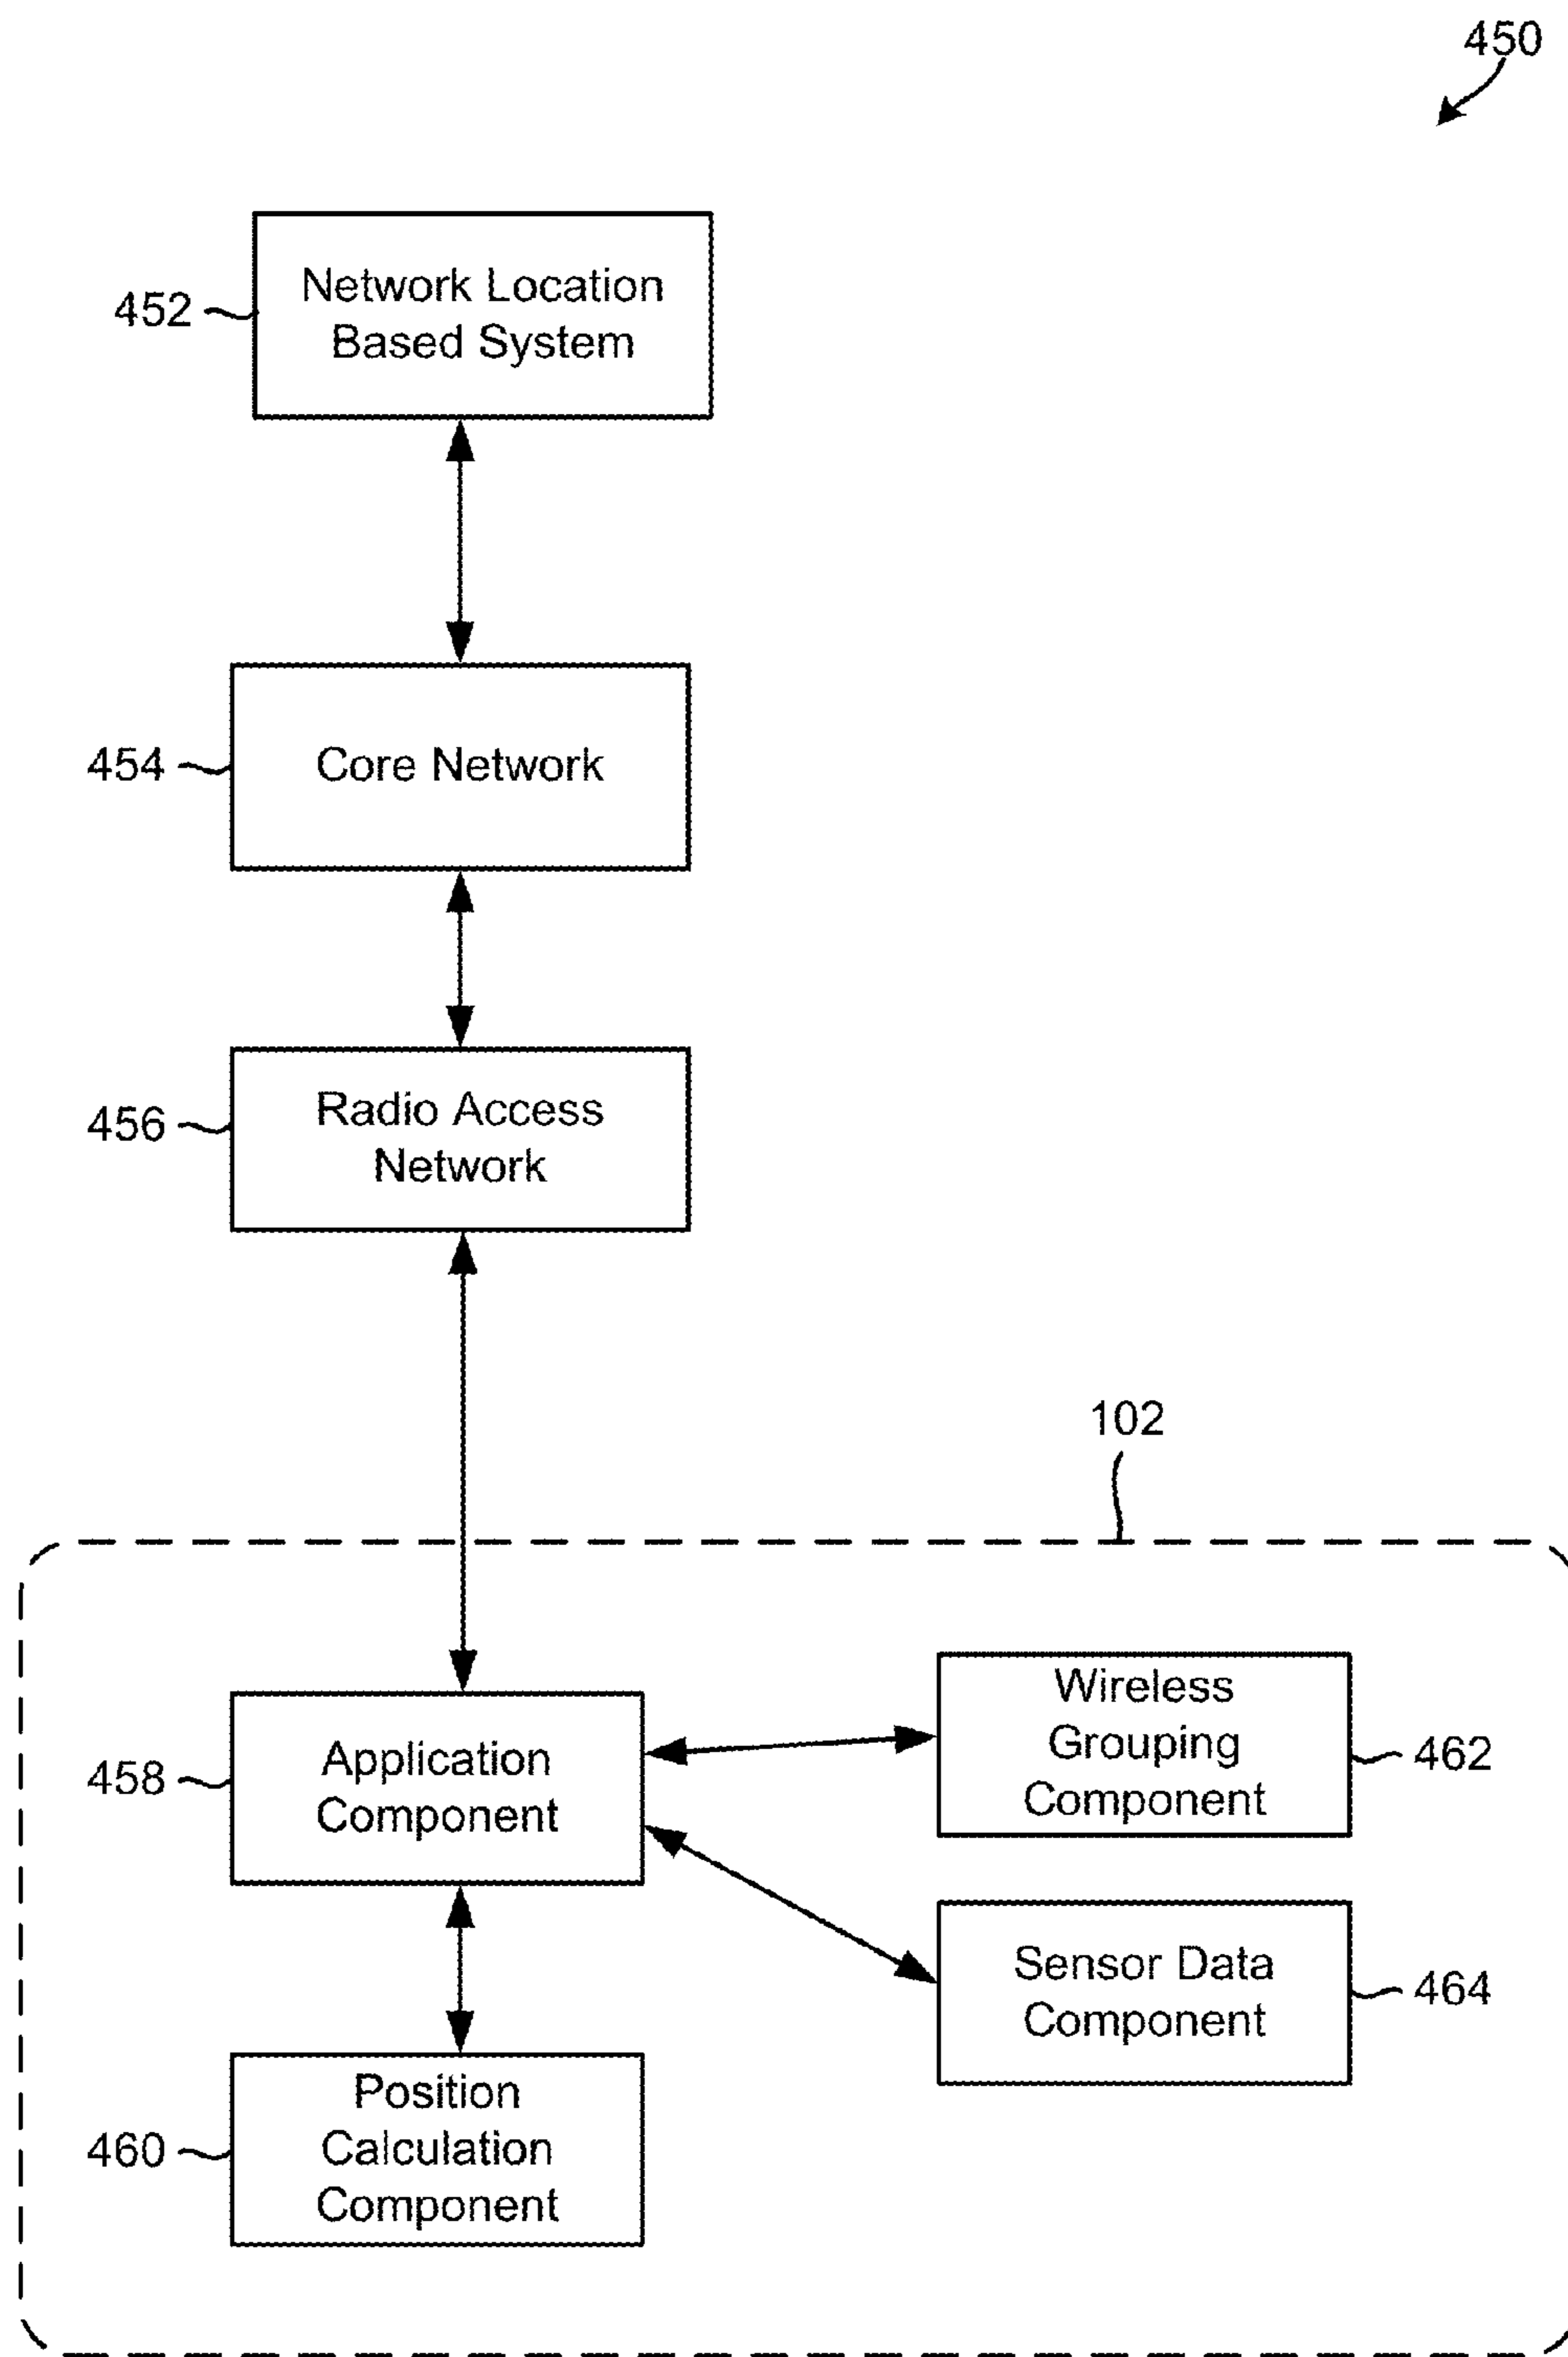 450
Network Location
Based System
452
454
Core Network
456
Radio Access
Network
102
458
Application
Component
Wireless
Grouping
Component
462
Sensor Data
Component
464
460
Position
Calculation
Component